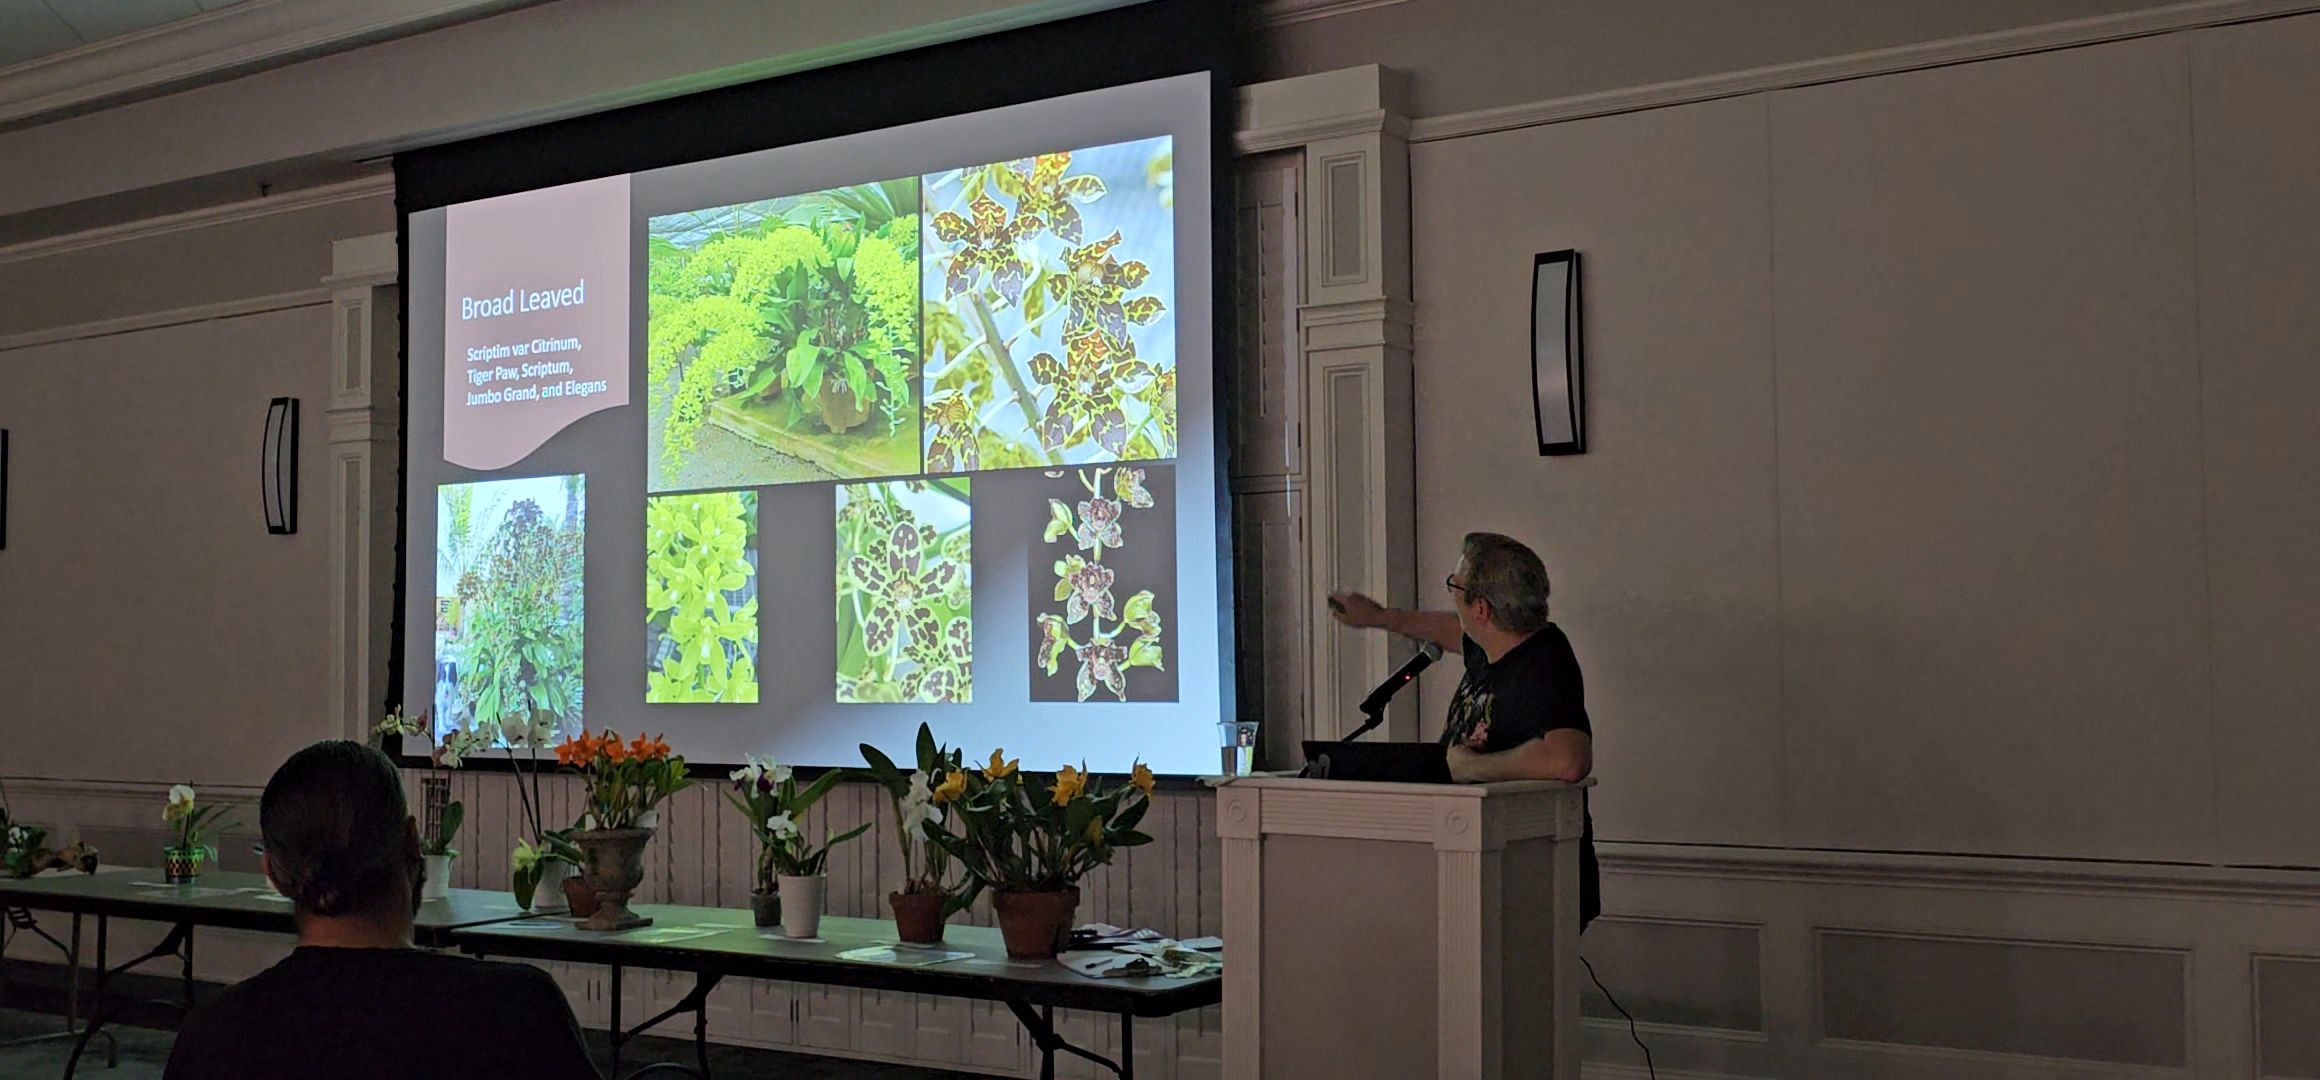 Broad Leaved
Scriptim var Citrinum,
Tiger Paw, Scriptum,
Jumbo Grand, and Elegans